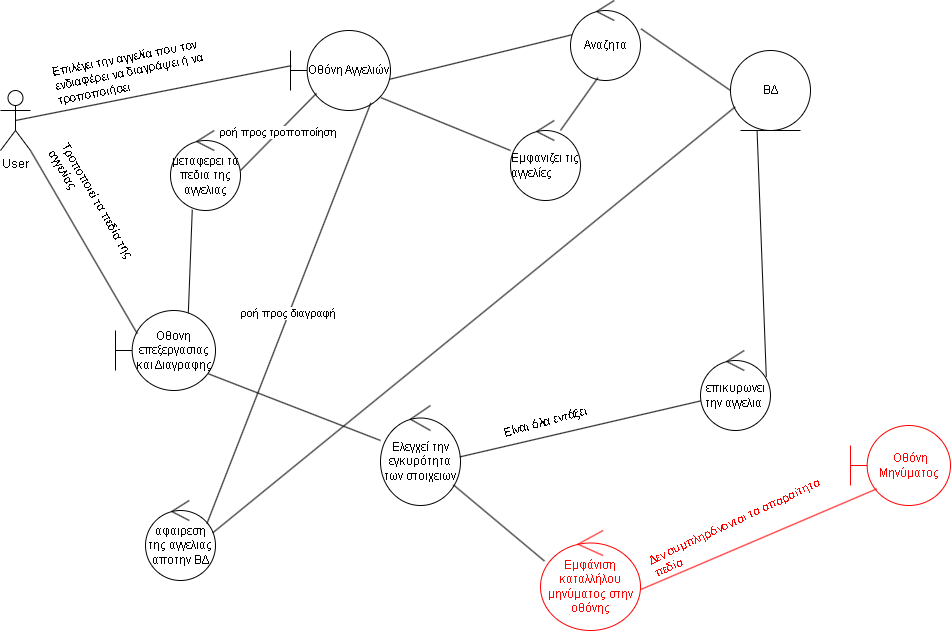 Επιλέγει την αγγελία που τον
ενδιαφέρει να διαγράψει ή να
τροποποιήσει
Οθόνη Αγγελιών
Αναζητα
ΒΔ
User
ροή προς τροποποίηση
μεταφερει τα
πεδια της
αγγελιας
Εμφανιζει τις
αγγελίες
Τροποποιεί τα πεδία της
αγγελίας
ροή προς διαγραφή
Οθονη
επεξεργασιας
και Διαγραφης
επικυρωνει
την αγγελια
Είναι όλα εντάξει
Ελεγχεί την
εγκυρότητα
των στοιχειων
Οθόνη
Μηνύματος
Δεν συμπληρώνονται τα απαραίτητα
πεδία
αφαιρεση
της αγγελιας
αποτην ΒΔ
Εμφάνιση
καταλλήλου
μηνύματος στην
οθόνης